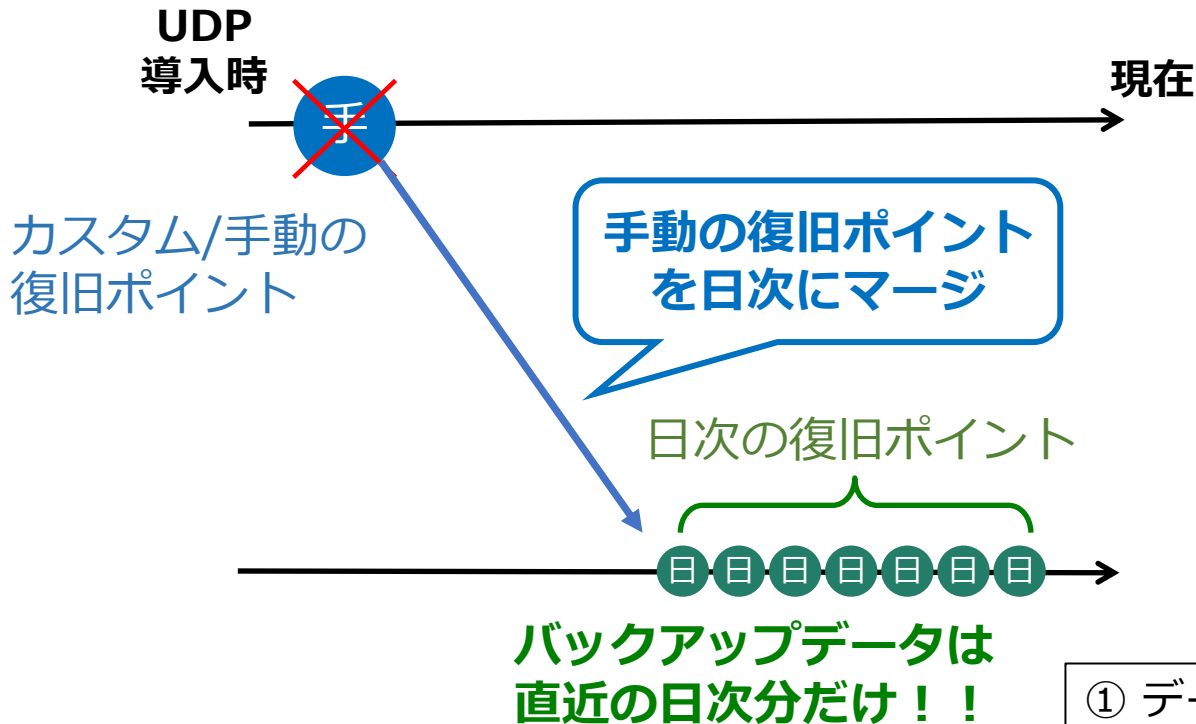 UDP
導入時
現在
手
カスタム/手動の
復旧ポイント
手動の復旧ポイント
を日次にマージ
日次の復旧ポイント
日 日 日 日 日 日 日
バックアップデータは
直近の日次分だけ！！
① デー